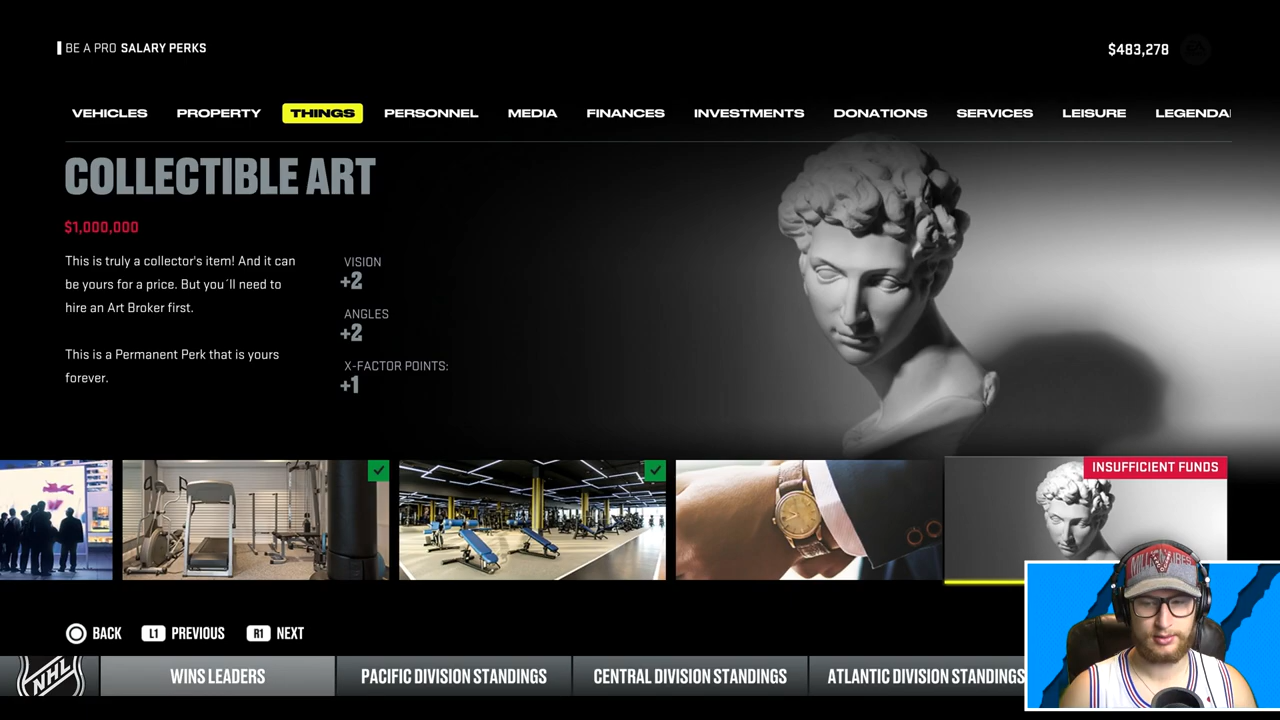 BE A PRO SALARY PERKS
$483,278
VEHICLES PROPERTY THINGS PERSONNEL MEDIA FINANCES INVESTMENTS DONATIONS SERVICES LEISURE LEGENDA
COLLECTIBLE ART
$1,000,000
This is truly a collector's item! And it can
be yours for a price. But you´ll need to
hire an Art Broker first.
This is a Permanent Perk that is yours
forever.
VISION
+2
ANGLES
+2
X-FACTOR POINTS:
+1
INSUFFICIENT FUNDS
BACK L1 PREVIOUS R1 NEXT
NHL WINS LEADERS PACIFIC DIVISION STANDINGS CENTRAL DIVISION STANDINGS ATLANTIC DIVISION STANDINGS